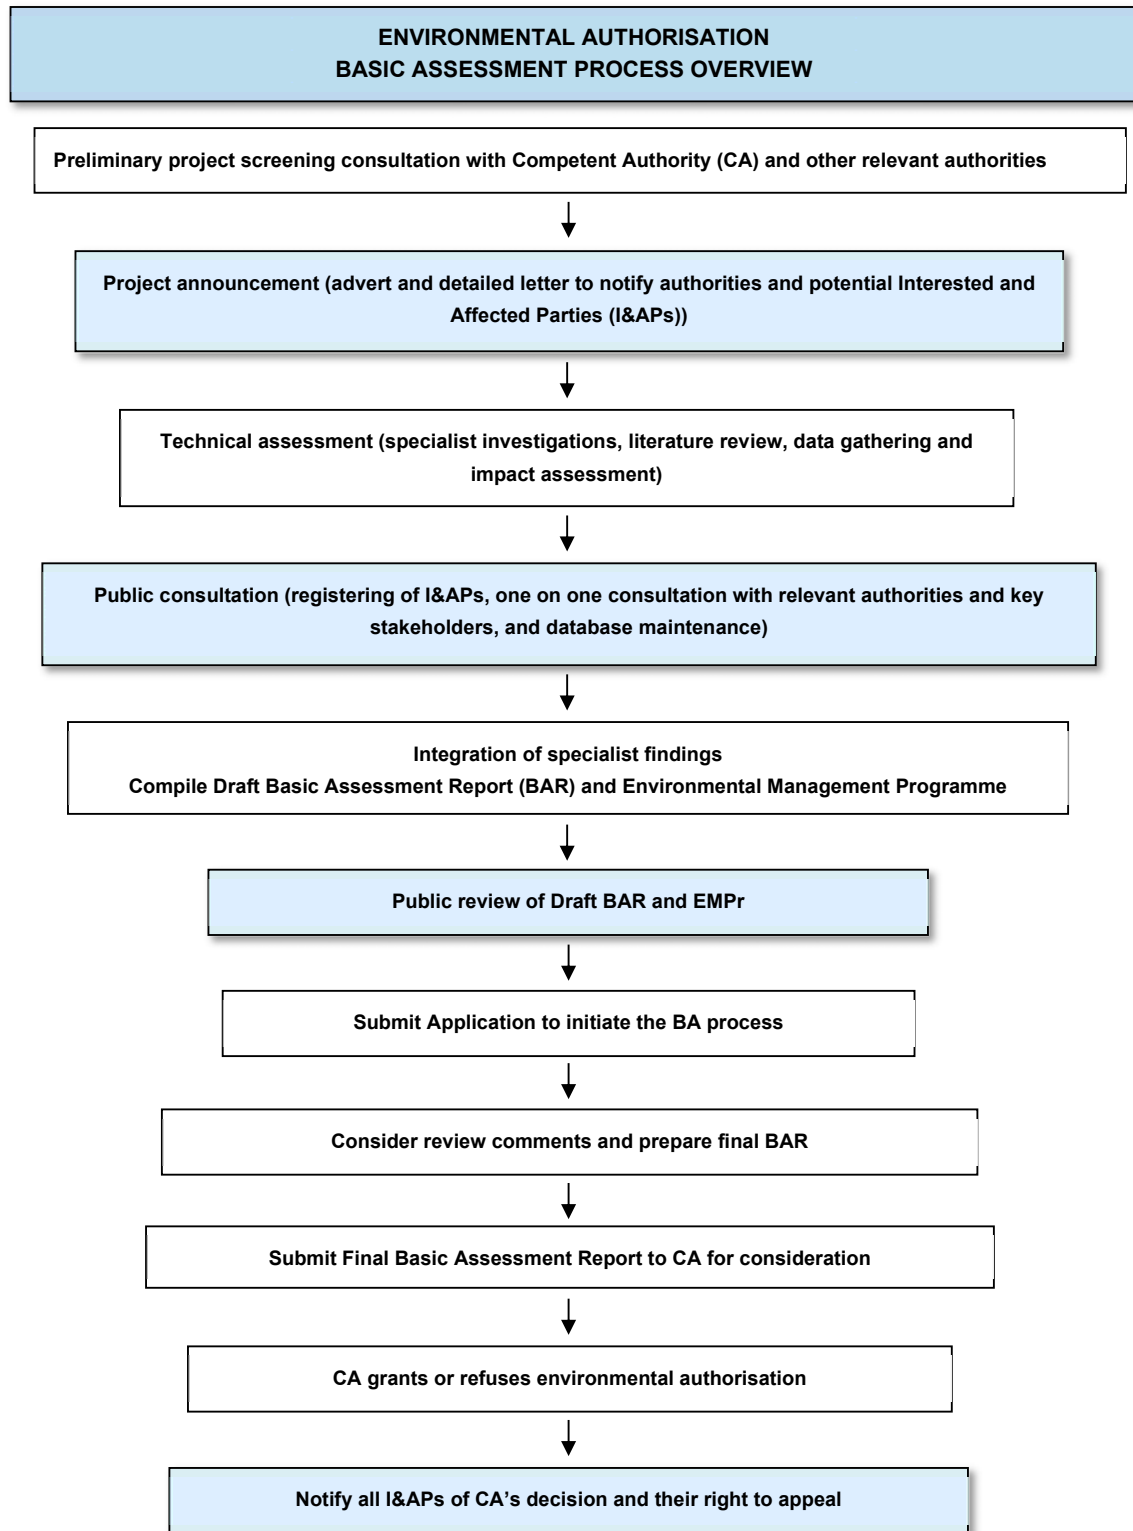 ENVIRONMENTAL AUTHORISATION
BASIC ASSESSMENT PROCESS OVERVIEW
Preliminary project screening consultation with Competent Authority (CA) and other relevant authorities
Project announcement (advert and detailed letter to notify authorities and potential Interested and
Affected Parties (I&APs))
Technical assessment (specialist investigations, literature review, data gathering and
impact assessment)
Public consultation (registering of I&APs, one on one consultation with relevant authorities and key
stakeholders, and database maintenance)
Integration of specialist findings
Compile Draft Basic Assessment Report (BAR) and Environmental Management Programme
Public review of Draft BAR and EMPr
Submit Application to initiate the BA process
Consider review comments and prepare final BAR
Submit Final Basic Assessment Report to CA for consideration
CA grants or refuses environmental authorisation
Notify all I&APs of CA’s decision and their right to appeal